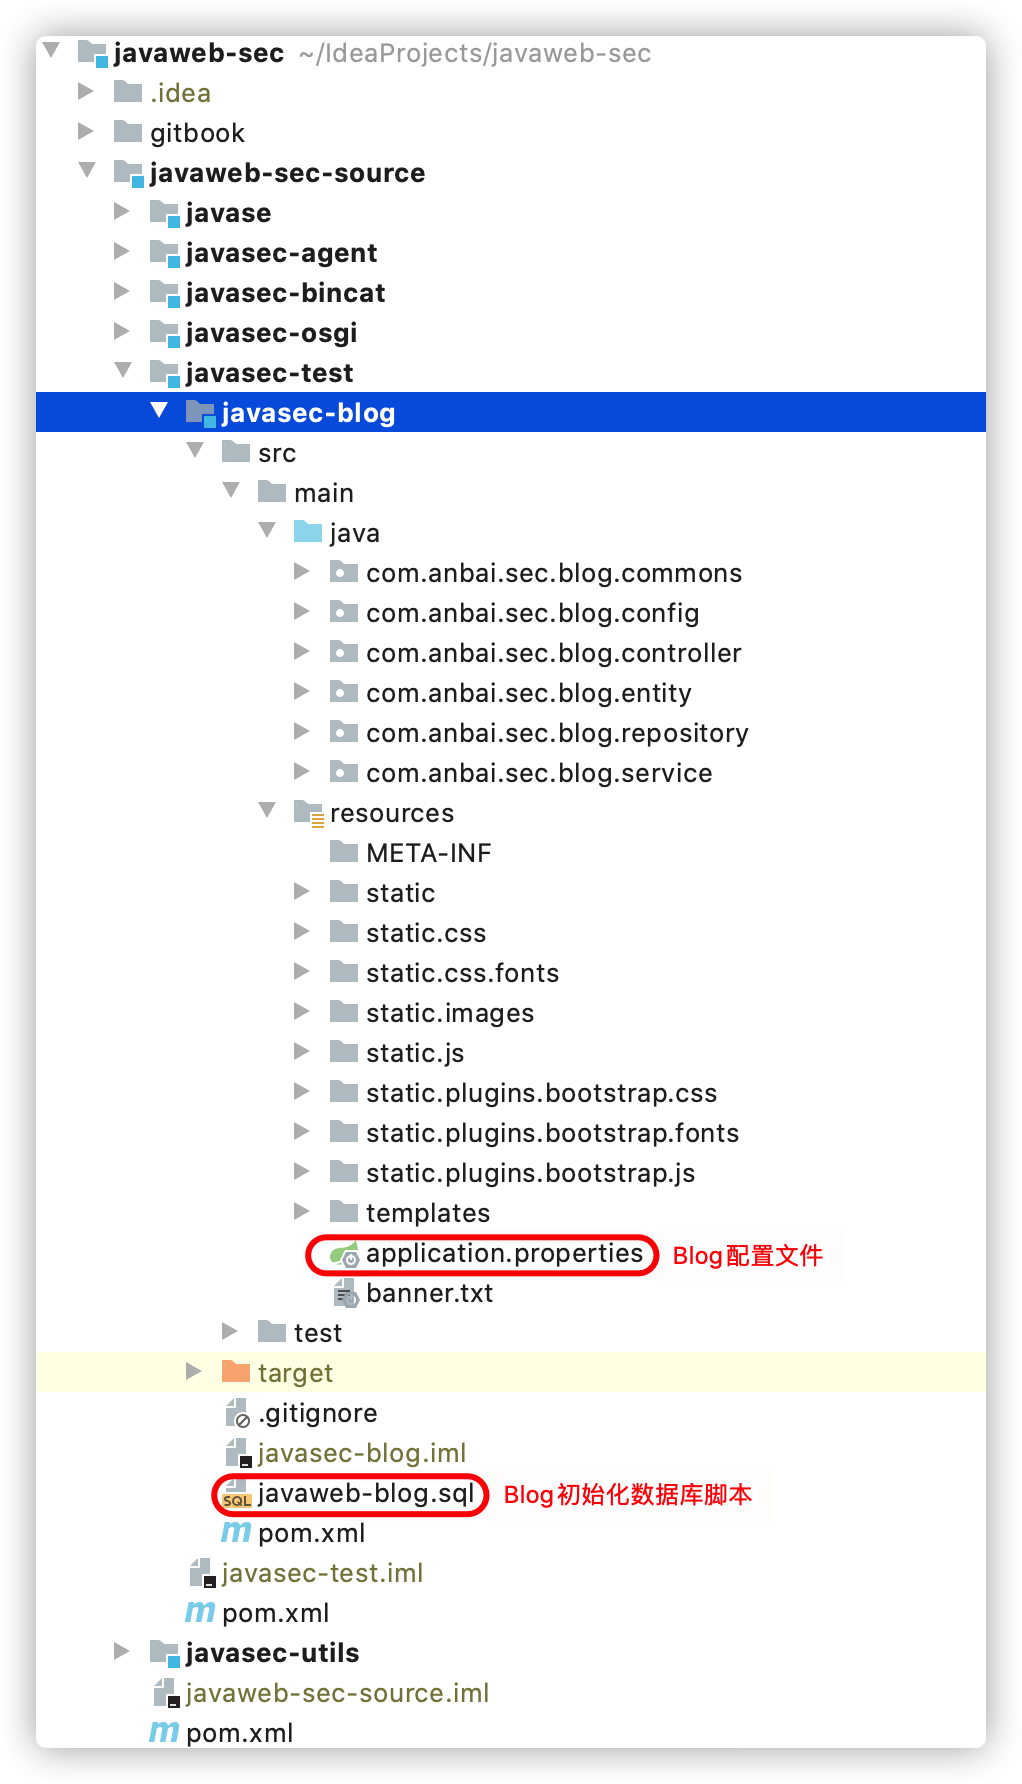 javaweb-sec ~/IdeaProjects/javaweb-sec
.idea
gitbook
javaweb-sec-source
javase
javasec-agent
javasec-bincat
javasec-osgi
javasec-test
javasec-blog
src
main
java
com.anbai.sec.blog.commons
com.anbai.sec.blog.config
com.anbai.sec.blog.controller
com.anbai.sec.blog.entity
com.anbai.sec.blog.repository
com.anbai.sec.blog.service
resources
META-INF
static
static.css
static.css.fonts
static.images
static.js
static.plugins.bootstrap.css
static.plugins.bootstrap.fonts
static.plugins.bootstrap.js
templates
application.properties Blog配置文件
banner.txt
test
target
.gitignore
javasec-blog.iml
SQL javaweb-blog.sql Blog初始化数据库脚本
m pom.xml
javasec-test.iml
m pom.xml
javasec-utils
javaweb-sec-source.iml
m pom.xml